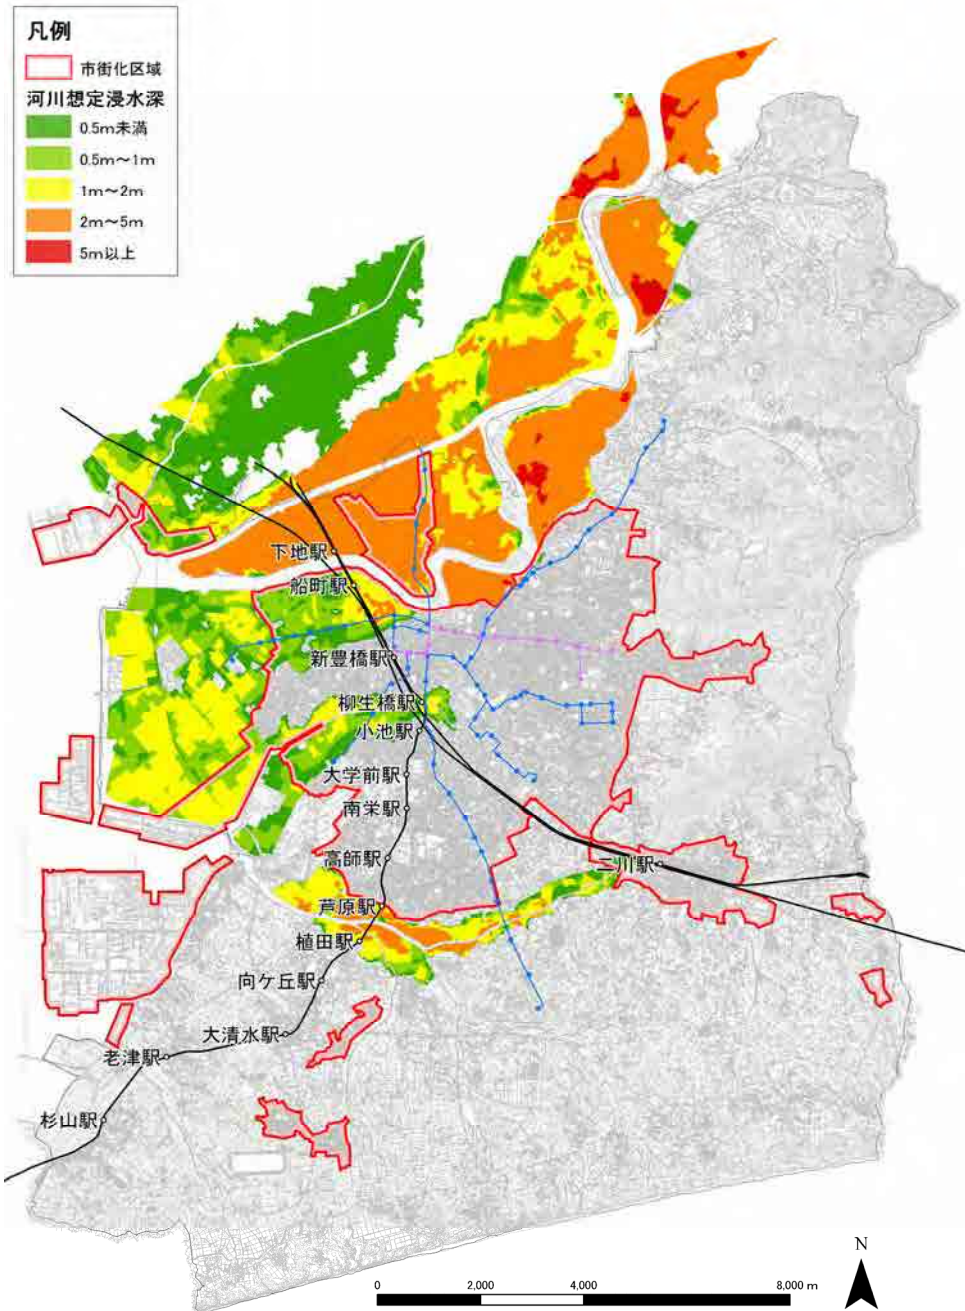 凡例
市街化区域
河川想定浸水深
0.5m未満
0.5m～1m
1m～2m
2m～5m
5m以上
下地駅
船町駅
新豊橋駅
柳生橋駅
小池駅
大学前駅
南栄駅
高師駅
二川駅
芦原駅
植田駅
向ケ丘駅
大清水駅
老津駅
杉山駅
N
0 2,000 4,000 8,000 m